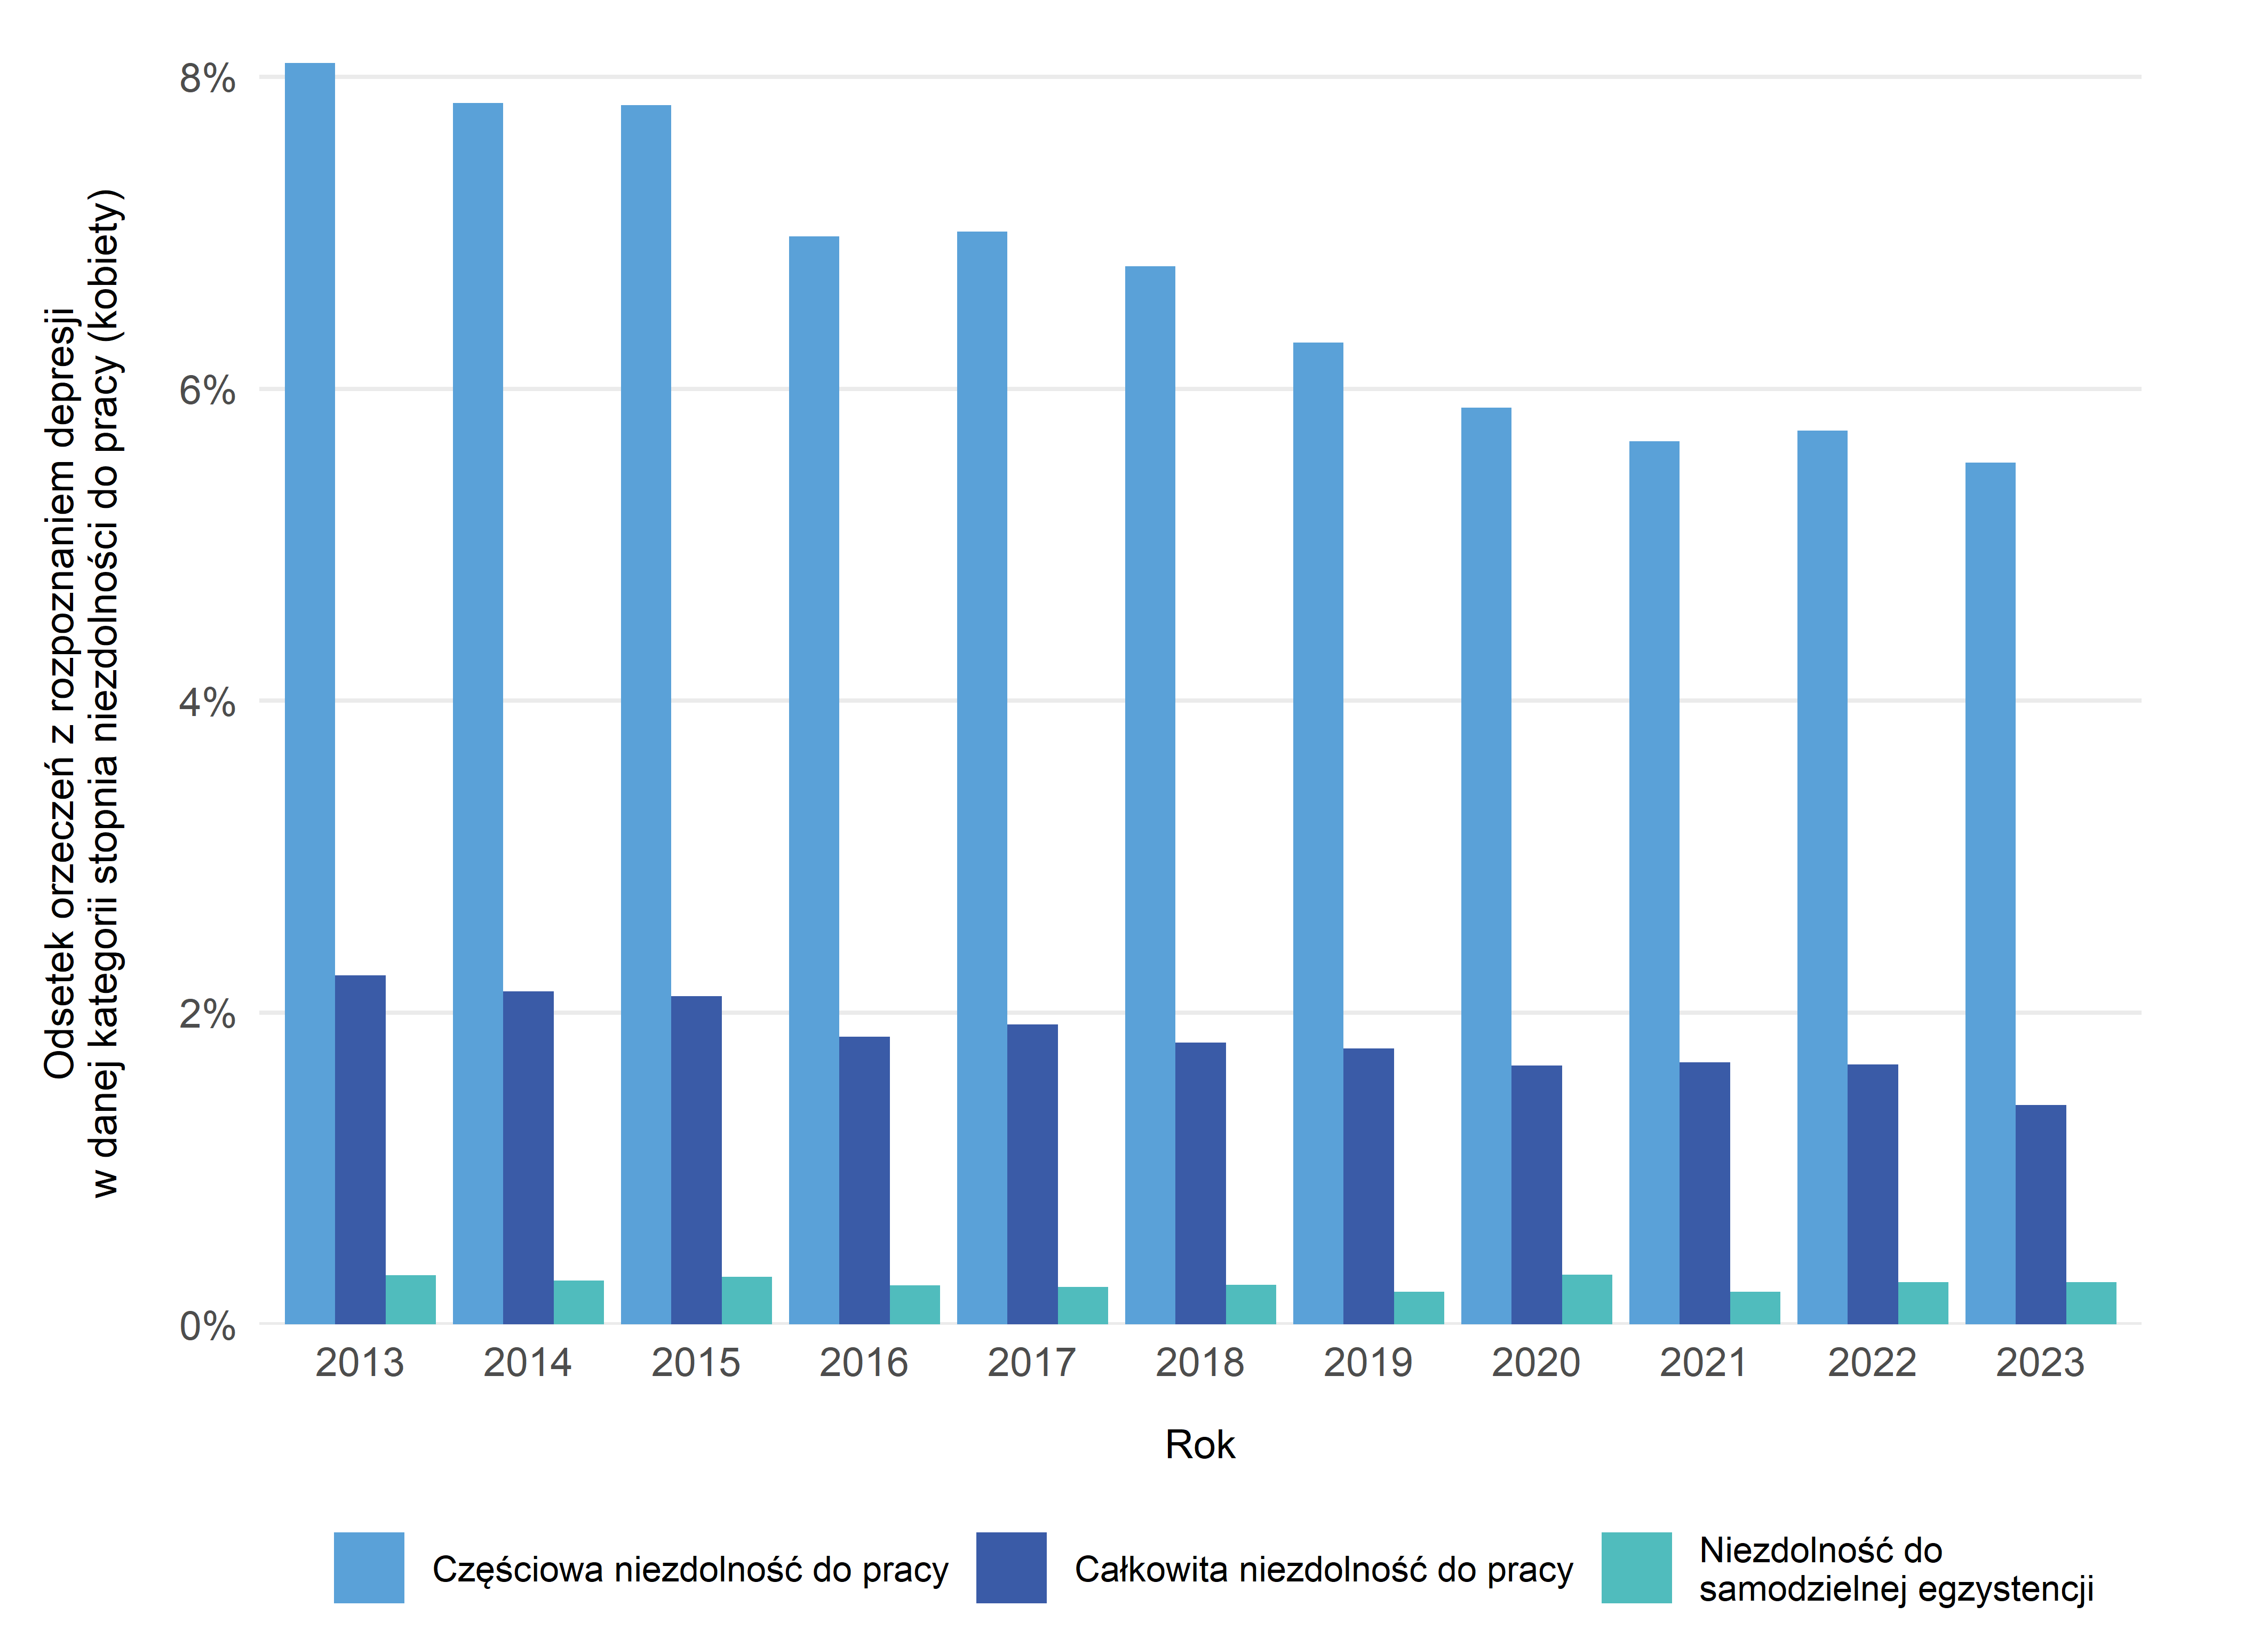 Odsetek orzeczeń z rozpoznaniem depresji
w danej kategorii stopnia niezdolności do pracy (kobiety)
8%
6%
4%
2%
0%
2013 2014 2015 2016 2017 2018 2019 2020 2021 2022 2023
Rok
Częściowa niezdolność do pracy
Całkowita niezdolność do pracy
Niezdolność do
samodzielnej egzystencji